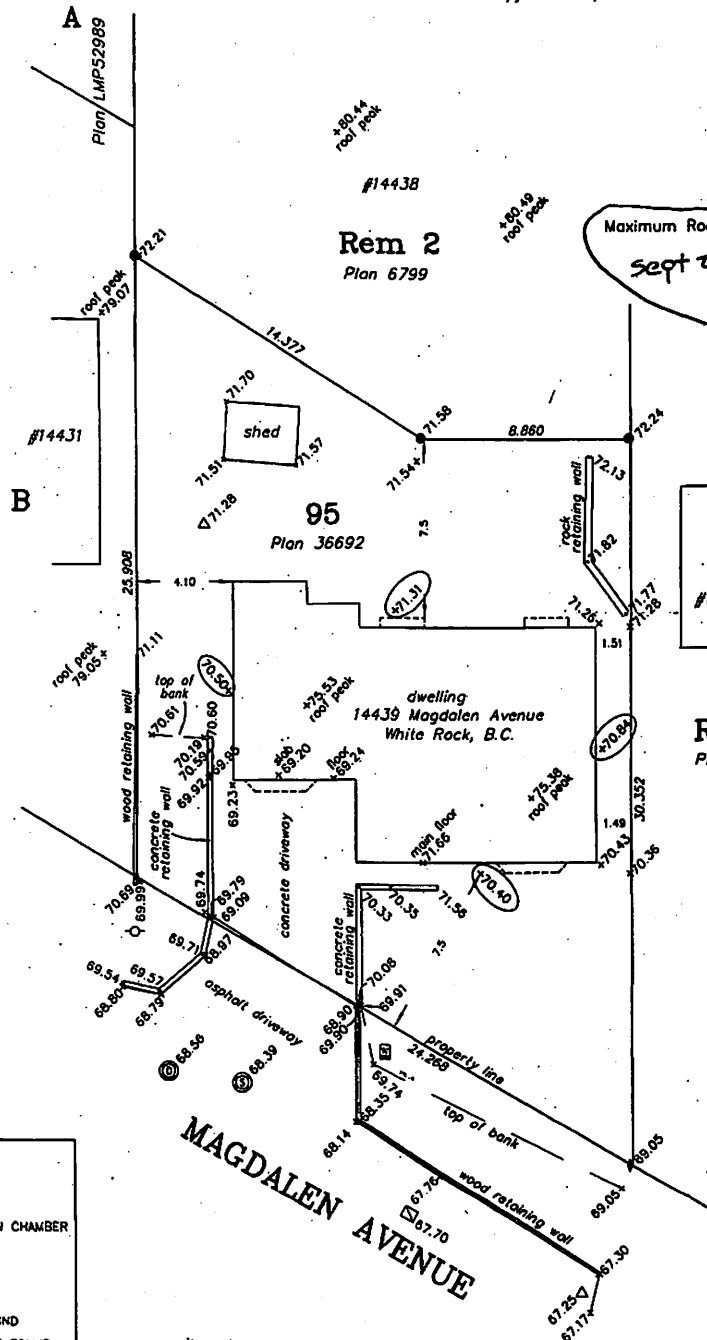 A
Plan LMP52989
+80.44
roof peak
#14438
+80.49
roof peak
Rem 2
Plan 6799
Maximum Roo
Sept
+72.21
roof peak
+79.07
14.377
+71.70
shed
71.51
+71.57
71.58
8.860
72.24
#14431
71.54+
72.13
rock
retaining wall
71.28
B
95
Plan 36692
7.5
71.82
25.908
4.10
+71.31
71.26+
71.77
71.28
1.51
71.11
roof peak
79.05+
top of
bank
70.50
+75.53
roof peak
dwelling
14439 Magdalen Avenue
White Rock, B.C.
+70.61
70.60
70.19
70.59
69.95
69.92
slab
+69.20
floor
+69.24
+70.84
R
30.352
wood retaining wall
concrete
retaining wall
69.23
+75.38
roof peak
main floor
+71.66
1.49
+70.43
70.36
concrete driveway
70.69
69.99
69.74
69.79
69.09
concrete
retaining wall
70.33
70.35
71.58
+70.40
7.5
69.71
68.97
69.54
68.80
69.57
68.79
asphalt driveway
70.08
69.91
68.90
69.90
property line
24.268
68.56
S
68.39
69.74
68.35
top of bank
69.05
68.14
MAGDALEN AVENUE
wood retaining wall
67.76
67.70
69.05+
67.30
67.25
67.17
N CHAMBER